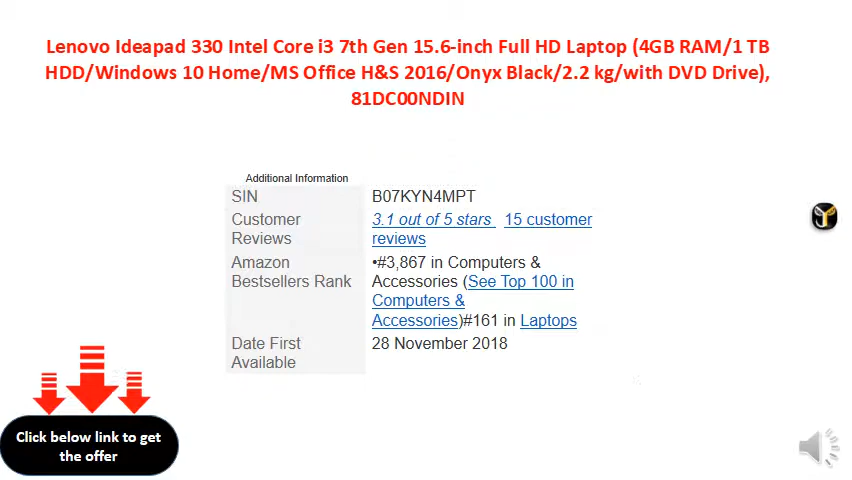 Lenovo Ideapad 330 Intel Core i3 7th Gen 15.6-inch Full HD Laptop (4GB RAM/1 TB
HDD/Windows 10 Home/MS Office H&S 2016/Onyx Black/2.2 kg/with DVD Drive),
81DC00NDIN
Additional Information
SIN B07KYN4MPT
Customer 3.1 out of 5 stars 15 customer
Reviews reviews
Amazon •#3,867 in Computers &
Bestsellers Rank Accessories (See Top 100 in
Computers &
Accessories)#161 in Laptops
Date First 28 November 2018
Available
Click below link to get
the offer